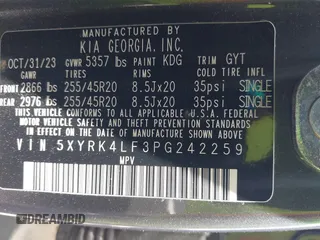 MANUFACTURED BY
KIA GEORGIA, INC.
OCT/31/23 GVWR 5357 lbs PAINT KDG TRIM GYT
GAWR TIRE RIMS COLD TIRE INFL
FRONT 2866 lbs 255/45R20 8.5Jx20 35psi SINGLE
REAR 2976 lbs 255/45R20 8.5Jx20 35psi SINGLE
THIS VEHICLE CONFORMS TO ALL APPLICABLE FEDERAL
MOTOR VEHICLE SAFETY AND THEFT PREVENTION STANDARDS
IN EFFECT ON THE DATE OF MANUFACTURE SHOWN ABOVE.
VIN 5XYRK4LF3PG242259
MPV
DREAMBID